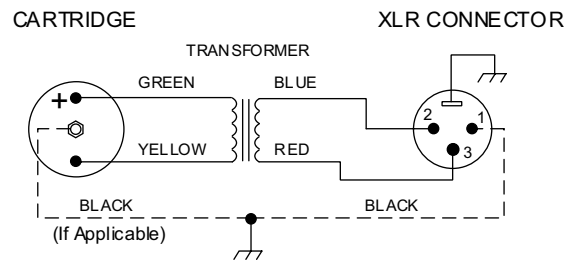 CARTRIDGE
XLR CONNECTOR
TRANSFORMER
GREEN
BLUE
+
2
1
3
YELLOW
RED
BLACK
BLACK
(If Applicable)